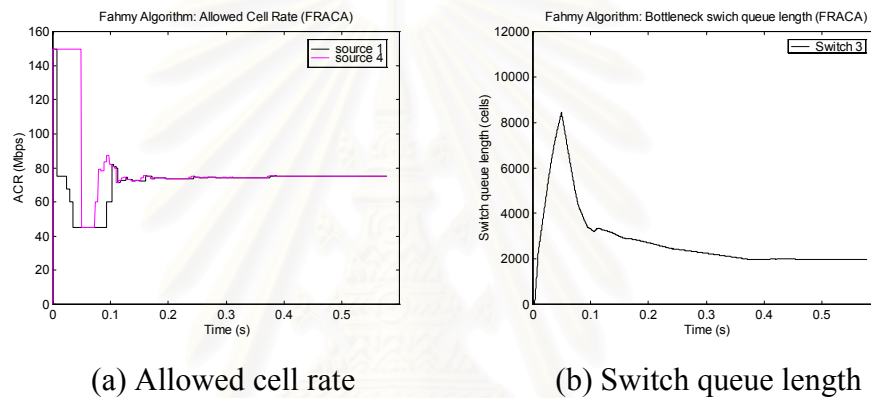 Fahmy Algorithm: Allowed Cell Rate (FRACA)
160
140
120
100
80
60
40
20
0
ACR (Mbps)
source 1
source 4
0
0.1
0.2
0.3
0.4
0.5
Time (s)
(a) Allowed cell rate
Fahmy Algorithm: Bottleneck swich queue length (FRACA)
12000
10000
8000
6000
4000
2000
0
Switch queue length (cells)
Switch 3
0
0.1
0.2
0.3
0.4
0.5
Time (s)
(b) Switch queue length